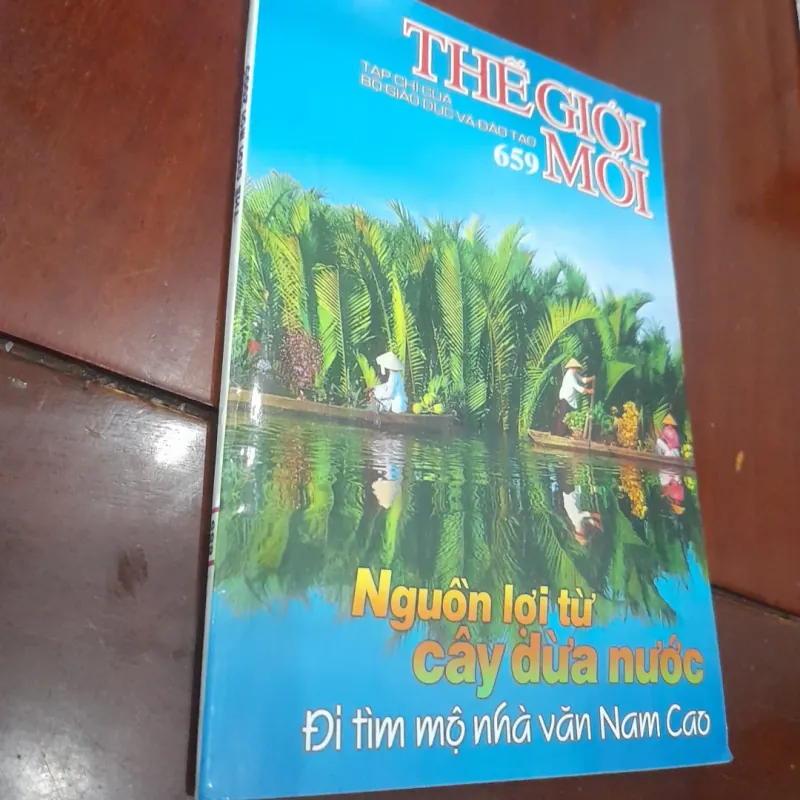 THẾ GIỚI
MỚI
TẠP CHÍ CỦA
BỘ GIÁO DỤC VÀ ĐÀO TẠO
659
Nguồn lợi từ
cây dừa nước
Đi tìm mộ nhà văn Nam Cao